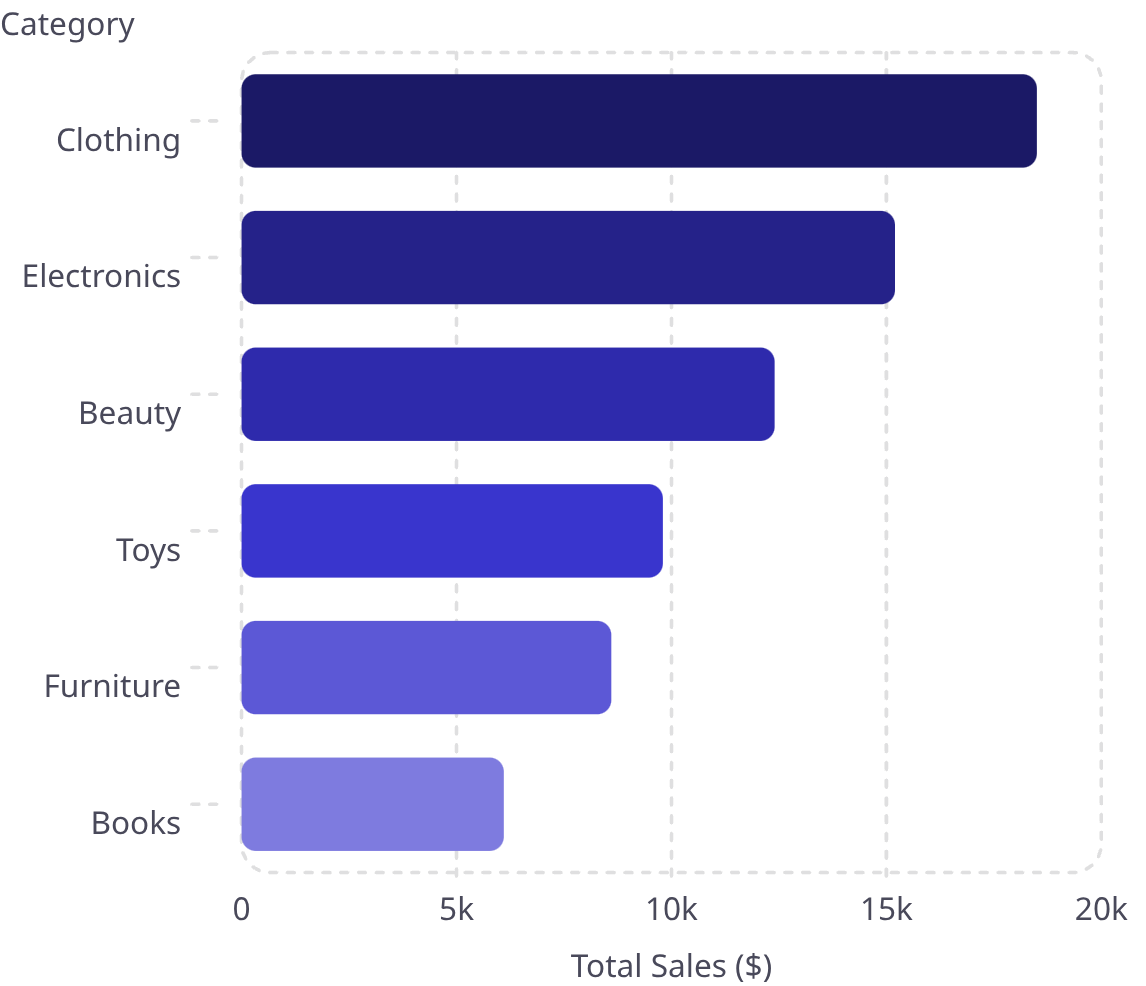 Category
Clothing
Electronics
Beauty
Toys
Furniture
Books
0 5k 10k 15k 20k
Total Sales ($)